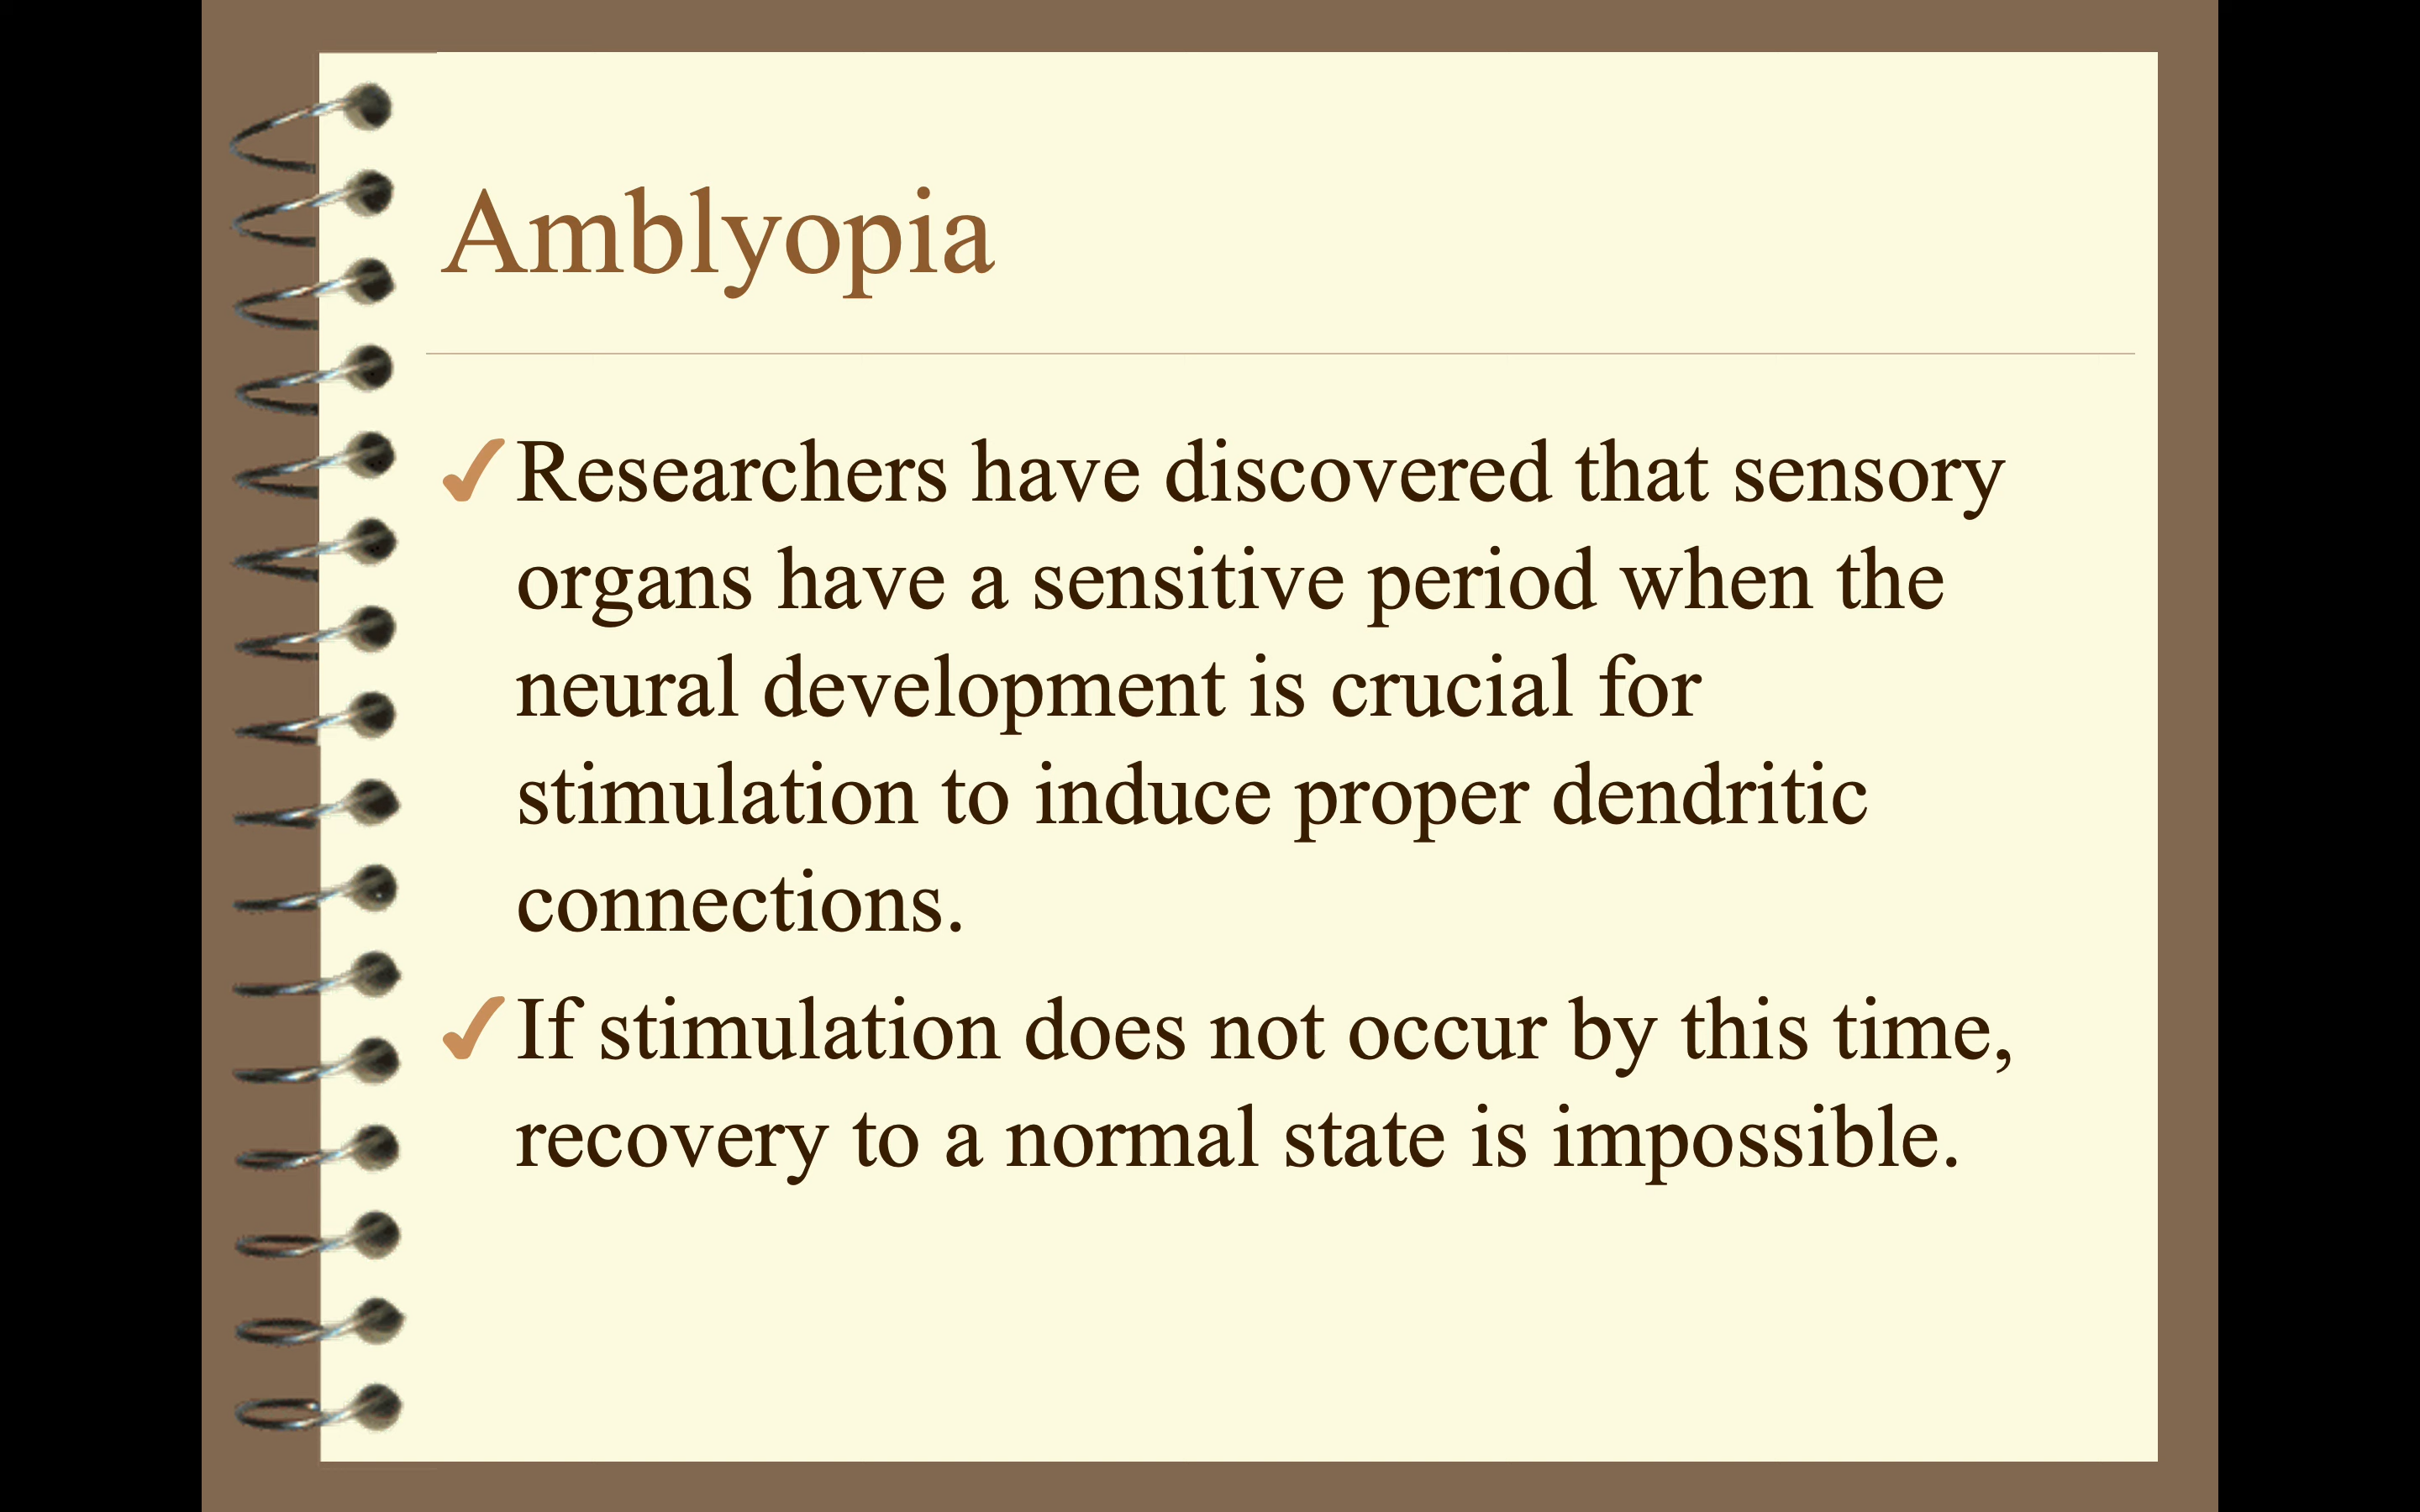 Amblyopia
Researchers have discovered that sensory
organs have a sensitive period when the
neural development is crucial for
stimulation to induce proper dendritic
connections.
If stimulation does not occur by this time,
recovery to a normal state is impossible.